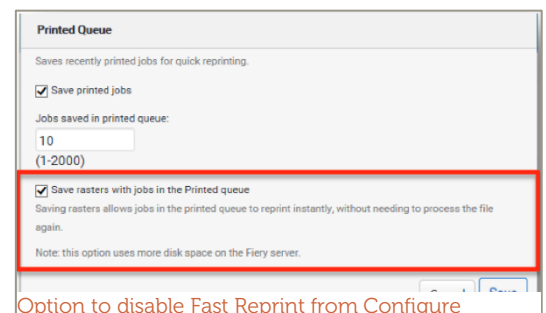 Printed Queue
Saves recently printed jobs for quick reprinting.
Save printed jobs
Jobs saved in printed queue:
10
(1-2000)
Save rasters with jobs in the Printed queue
Saving rasters allows jobs in the printed queue to reprint instantly, without needing to process the file
again.
Note: this option uses more disk space on the Fiery server.
Option to disable Fast Reprint from Configure